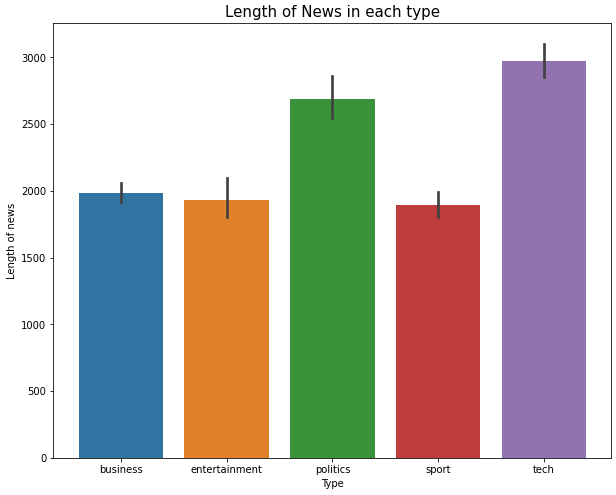 Length of News in each type
Length of news
3000
2500
2000
1500
1000
500
0
business entertainment politics sport tech
Type